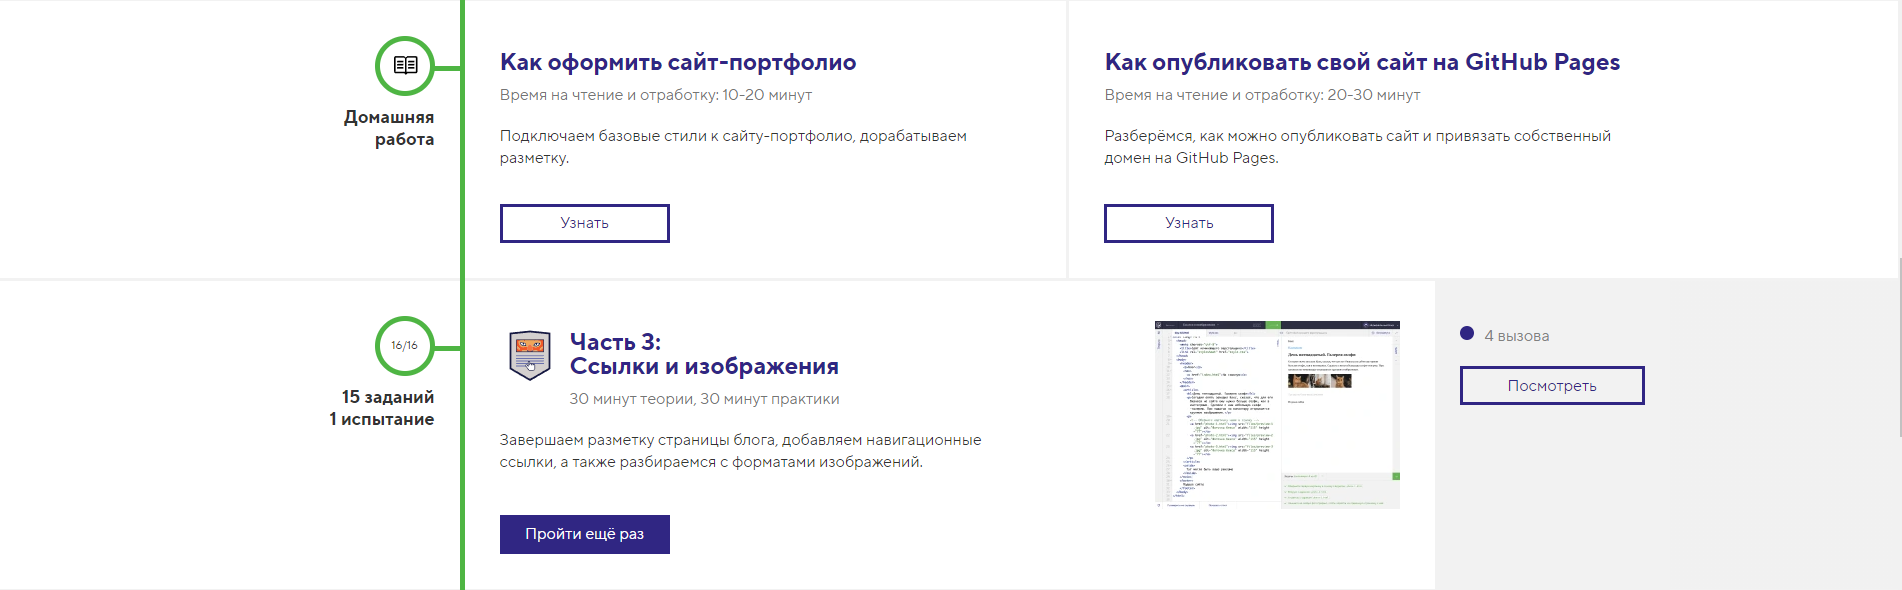 Домашняя
работа
Как оформить сайт-портфолио
Время на чтение и отработку: 10-20 минут
Подключаем базовые стили к сайту-портфолио, дорабатываем
разметку.
Узнать
Как опубликовать свой сайт на GitHub Pages
Время на чтение и отработку: 20-30 минут
Разберёмся, как можно опубликовать сайт и привязать собственный
домен на GitHub Pages.
Узнать
16/16
15 заданий
1 испытание
Часть 3:
Ссылки и изображения
30 минут теории, 30 минут практики
Завершаем разметку страницы блога, добавляем навигационные
ссылки, а также разбираемся с форматами изображений.
Пройти ещё раз
4 вызова
Посмотреть